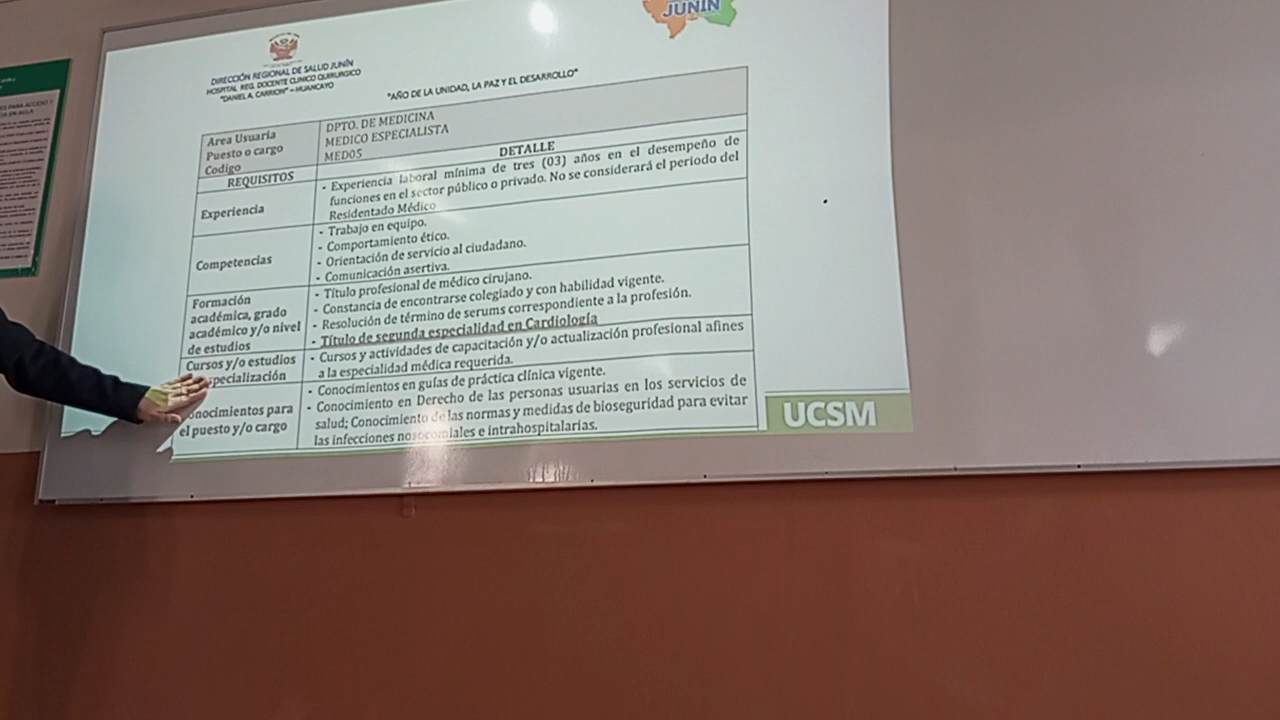 JUNÍN
DIRECCIÓN REGIONAL DE SALUD JUNÍN
HOSPITAL REG. DOCENTE CLINICO QUIRURGICO
"DANIEL A. CARRION" – HUANCAYO
"AÑO DE LA UNIDAD, LA PAZ Y EL DESARROLLO"
Area Usuaria DPTO. DE MEDICINA
Puesto o cargo MEDICO ESPECIALISTA
Codigo MED05
REQUISITOS DETALLE
Experiencia
- Experiencia laboral mínima de tres (03) años en el desempeño de
funciones en el sector público o privado. No se considerará el periodo del
Residentado Médico
Competencias
- Trabajo en equipo.
- Comportamiento ético.
- Orientación de servicio al ciudadano.
- Comunicación asertiva.
Formación
académica, grado
académico y/o nivel
de estudios
- Título profesional de médico cirujano.
- Constancia de encontrarse colegiado y con habilidad vigente.
- Resolución de término de serums correspondiente a la profesión.
- Título de segunda especialidad en Cardiología
Cursos y/o estudios
specialización
- Cursos y actividades de capacitación y/o actualización profesional afines
a la especialidad médica requerida.
onocimientos para
el puesto y/o cargo
- Conocimientos en guías de práctica clínica vigente.
- Conocimiento en Derecho de las personas usuarias en los servicios de
salud; Conocimiento de las normas y medidas de bioseguridad para evitar
las infecciones nosocomiales e intrahospitalarias.
UCSM